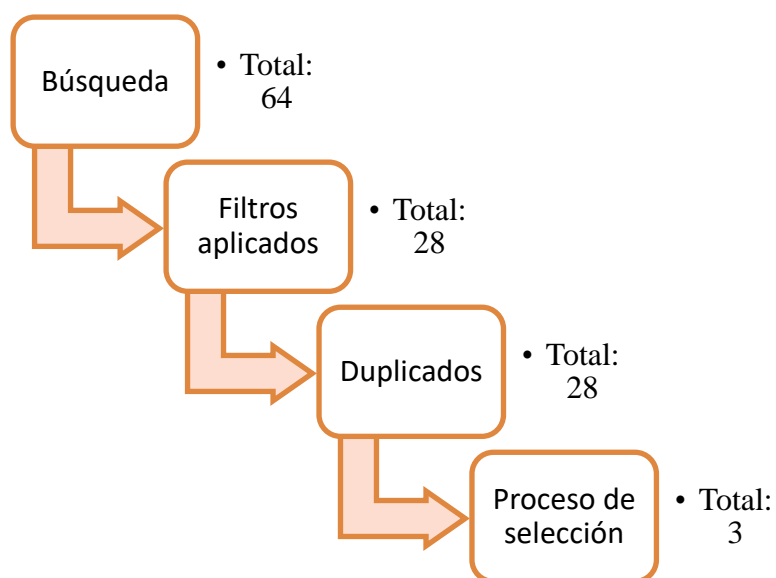 Búsqueda
• Total:
64
Filtros
aplicados
• Total:
28
Duplicados
• Total:
28
Proceso de
selección
• Total:
3